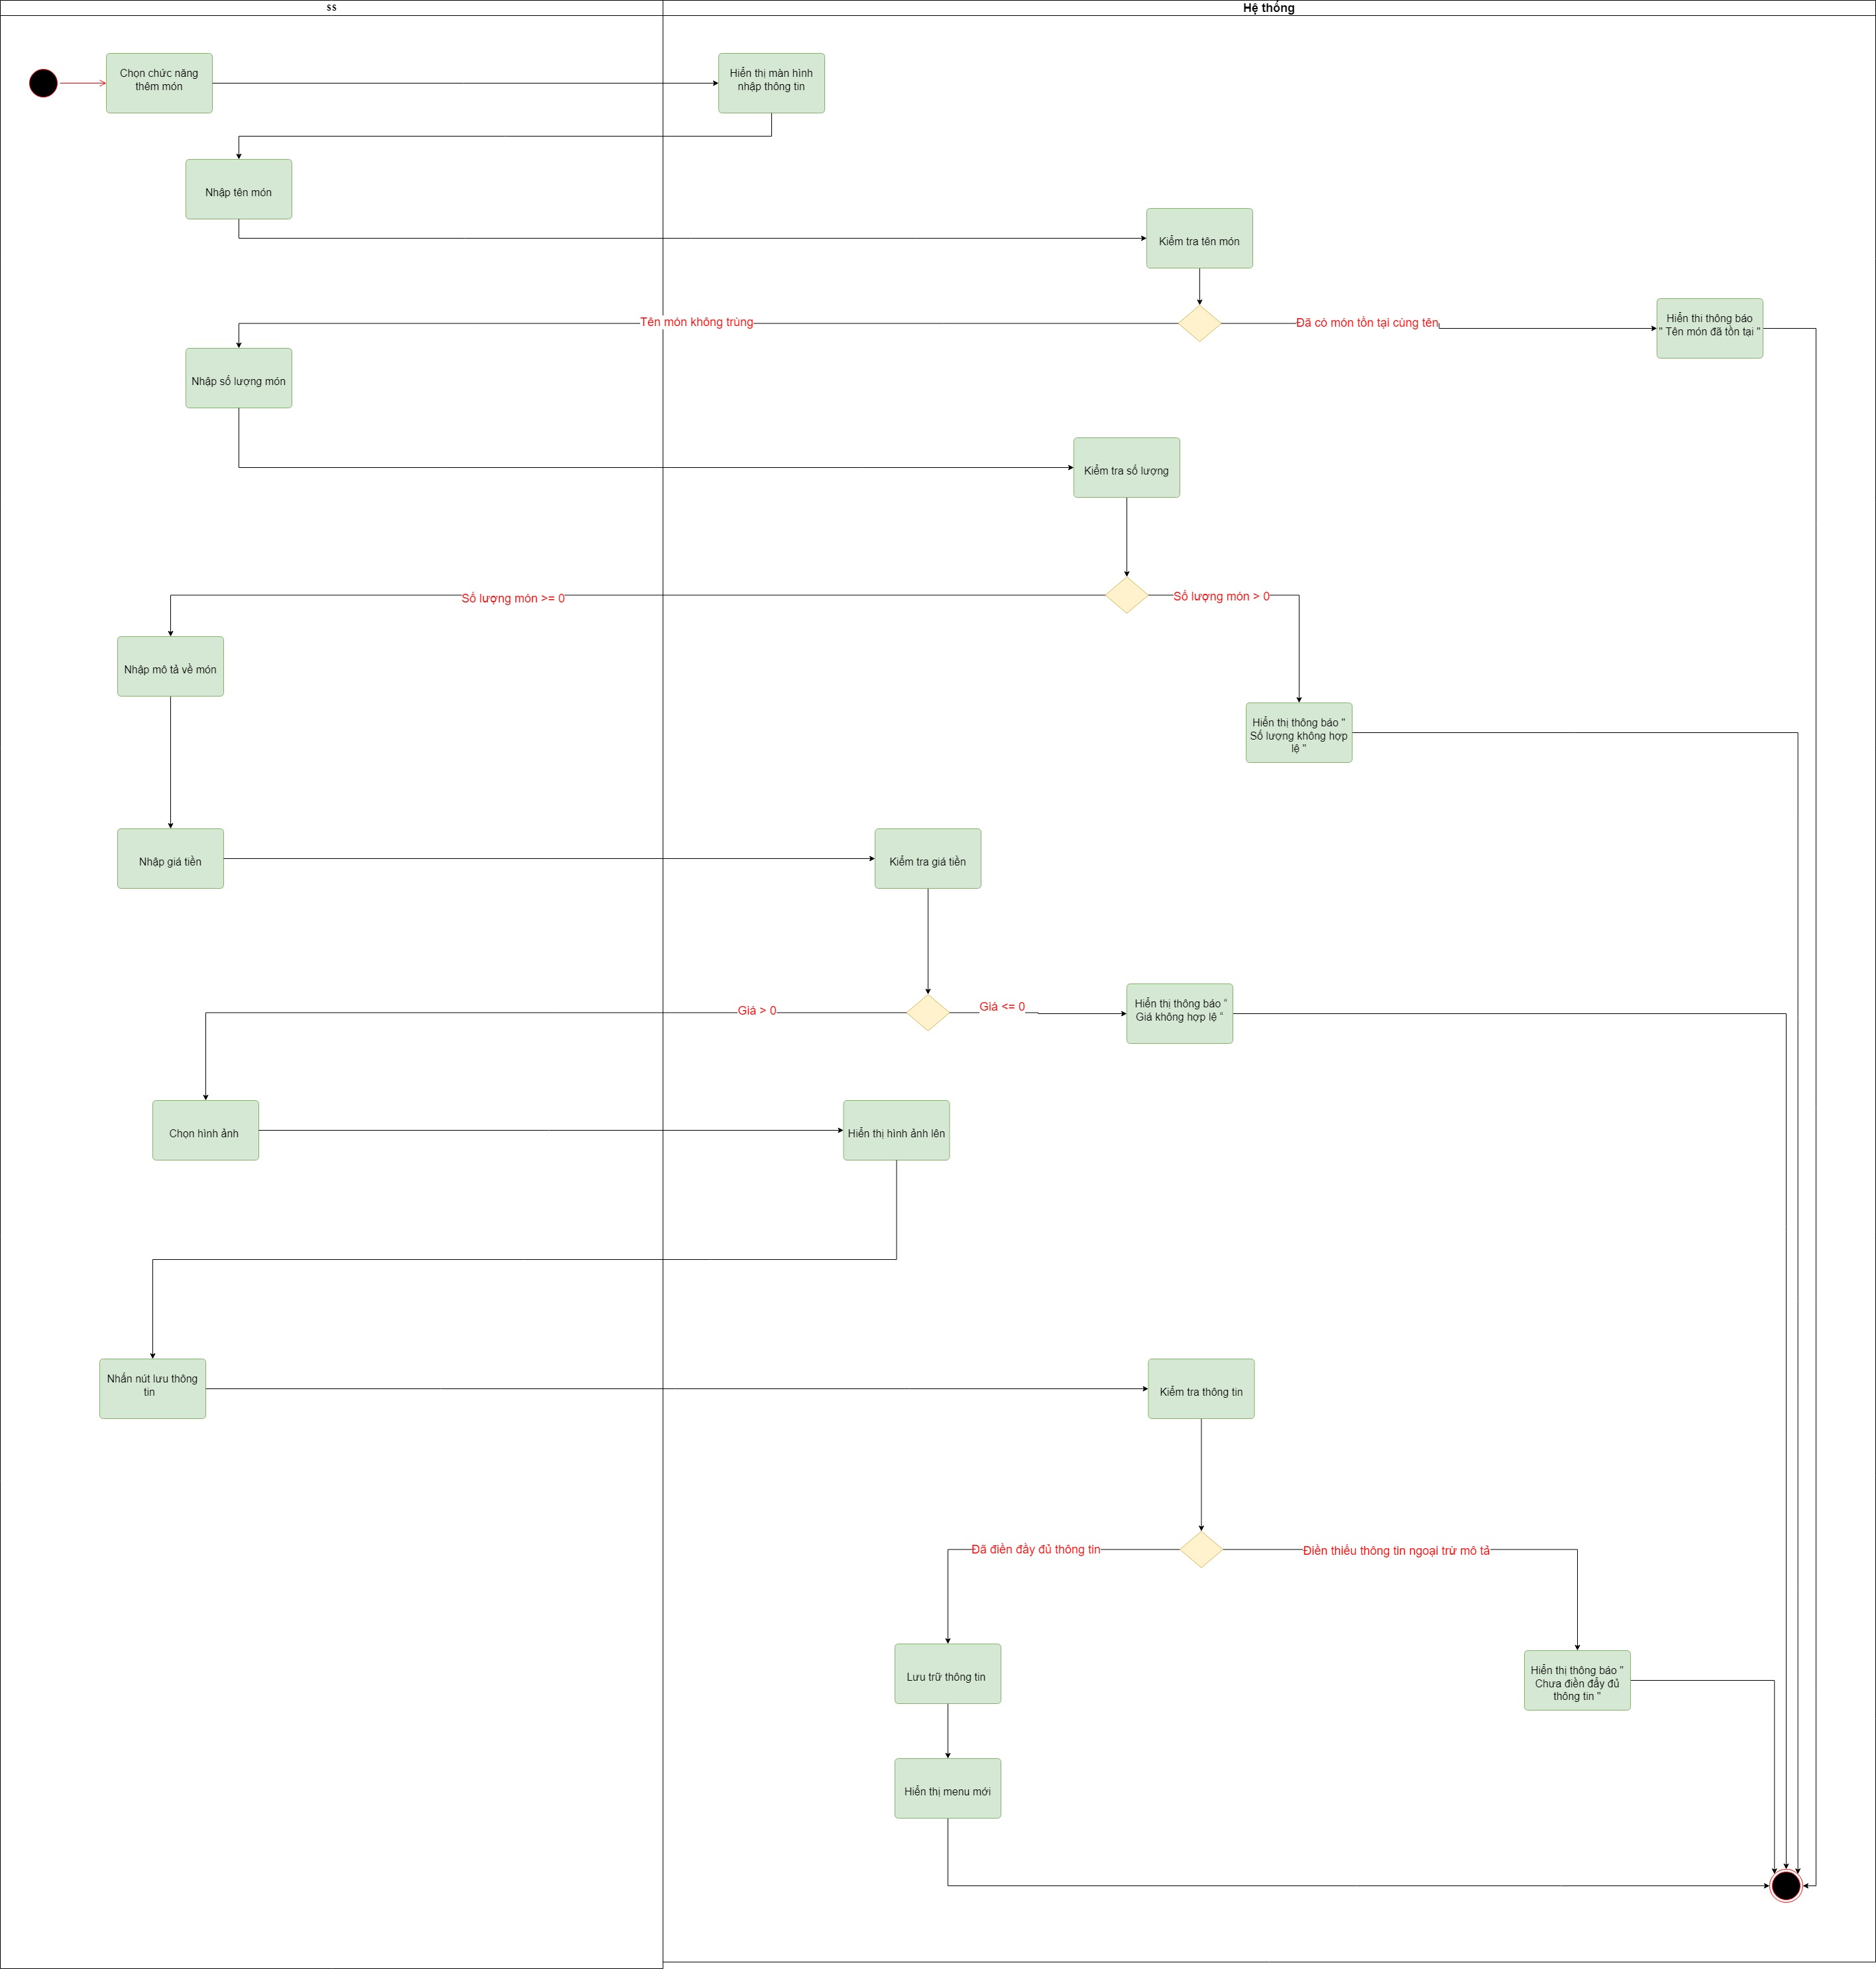 ss
Hệ thống
Chọn chức năng
thêm món
Hiển thị màn hình
nhập thông tin
Nhập tên món
Kiểm tra tên món
Tên món không trùng
Đã có món tồn tại cùng tên
Hiển thi thông báo
" Tên món đã tồn tại "
Nhập số lượng món
Kiểm tra số lượng
Số lượng món >= 0
Số lượng món > 0
Nhập mô tả về món
Hiển thị thông báo "
Số lượng không hợp
lệ "
Nhập giá tiền
Kiểm tra giá tiền
Giá > 0
Giá <= 0
Hiển thị thông báo “
Giá không hợp lệ “
Chọn hình ảnh
Hiển thị hình ảnh lên
Nhấn nút lưu thông
tin
Kiểm tra thông tin
Đã điền đầy đủ thông tin
Điền thiếu thông tin ngoại trừ mô tả
Lưu trữ thông tin
Hiển thị thông báo "
Chưa điền đầy đủ
thông tin "
Hiển thị menu mới